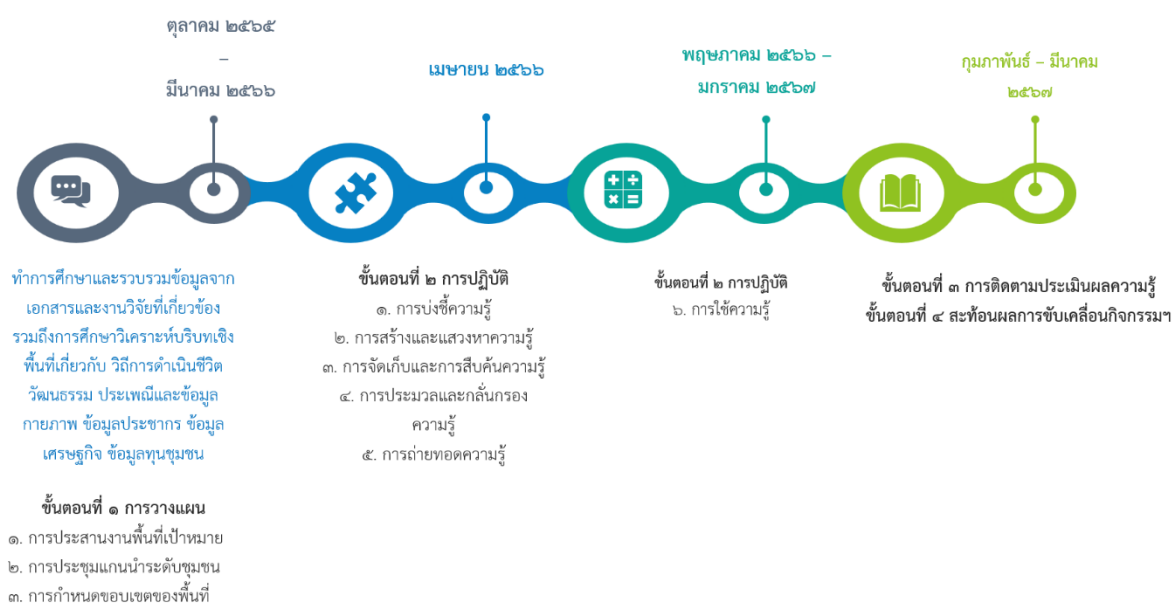 ตุลาคม ๒๕๖๕
–
มีนาคม ๒๕๖๖
เมษายน ๒๕๖๖
พฤษภาคม ๒๕๖๖ –
มกราคม ๒๕๖๗
กุมภาพันธ์ – มีนาคม
๒๕๖๗
ทำการศึกษาและรวบรวมข้อมูลจาก
เอกสารและงานวิจัยที่เกี่ยวข้อง
รวมถึงการศึกษาวิเคราะห์บริบทเชิง
พื้นที่เกี่ยวกับ วิถีการดำเนินชีวิต
วัฒนธรรม ประเพณีและข้อมูล
กายภาพ ข้อมูลประชากร ข้อมูล
เศรษฐกิจ ข้อมูลทุนชุมชน
ขั้นตอนที่ ๑ การวางแผน
๑. การประสานงานพื้นที่เป้าหมาย
๒. การประชุมแกนนำระดับชุมชน
๓. การกำหนดขอบเขตของพื้นที่
ขั้นตอนที่ ๒ การปฏิบัติ
๑. การบ่งชี้ความรู้
๒. การสร้างและแสวงหาความรู้
๓. การจัดเก็บและการสืบค้นความรู้
๔. การประมวลและกลั่นกรอง
ความรู้
๕. การถ่ายทอดความรู้
ขั้นตอนที่ ๒ การปฏิบัติ
๖. การใช้ความรู้
ขั้นตอนที่ ๓ การติดตามประเมินผลความรู้
ขั้นตอนที่ ๔ สะท้อนผลการขับเคลื่อนกิจกรรมฯ